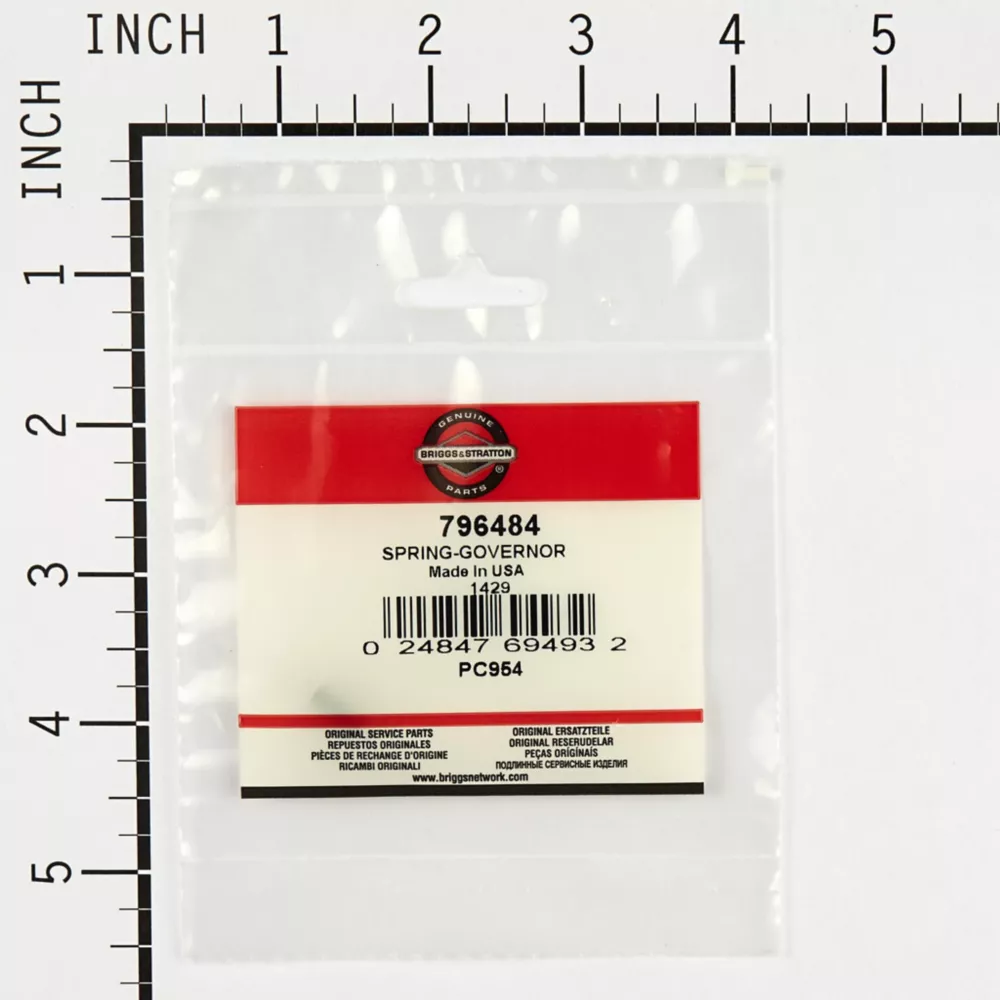 INCH 1 2 3 4 5
INCH
1
2
3
4
5
GENUINE
BRIGGS&STRATTON
®
PARTS
796484
SPRING-GOVERNOR
Made In USA
1429
0 24847 69493 2
PC954
ORIGINAL SERVICE PARTS
REPUESTOS ORIGINALES
PIÈCES DE RECHANGE D'ORIGINE
RICAMBI ORIGINALI
ORIGINAL ERSATZTEILE
ORIGINAL RESERUDELAR
PEÇAS ORIGINAIS
ПОДЛИННЫЕ СЕРВИСНЫЕ ИЗДЕЛИЯ
www.briggsnetwork.com